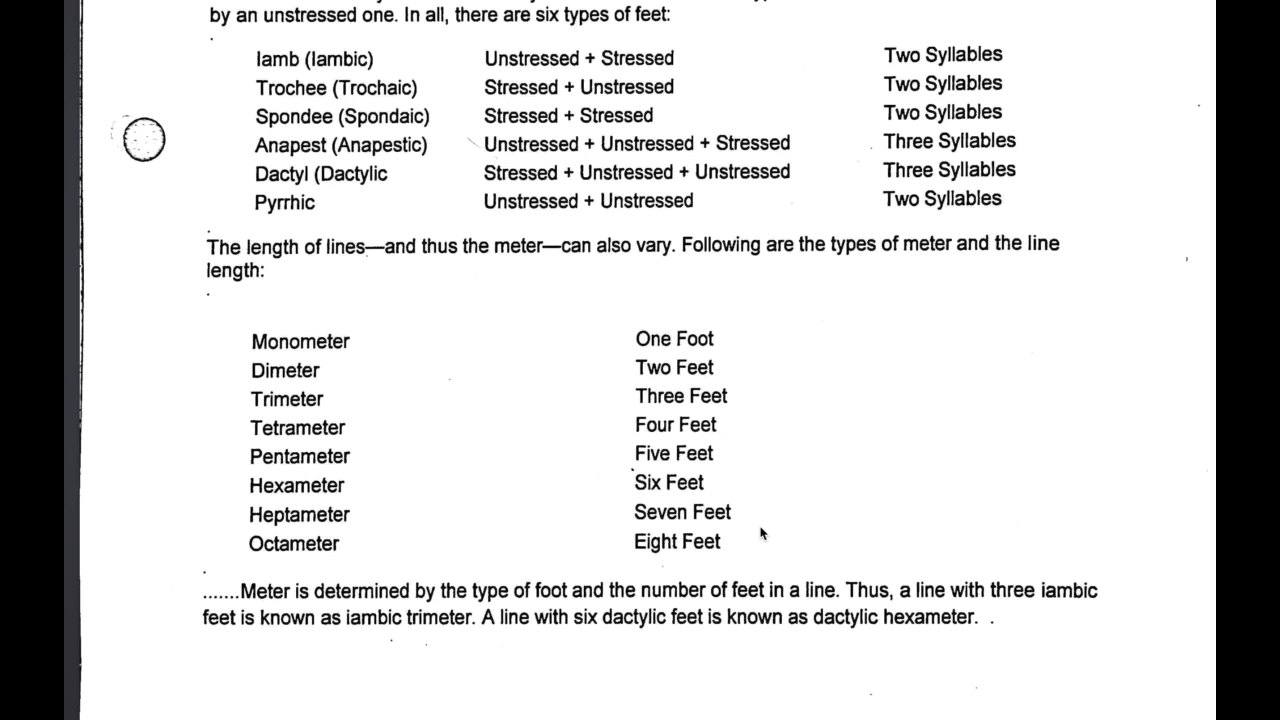 by an unstressed one. In all, there are six types of feet:
Iamb (Iambic) Unstressed + Stressed Two Syllables
Trochee (Trochaic) Stressed + Unstressed Two Syllables
Spondee (Spondaic) Stressed + Stressed Two Syllables
Anapest (Anapestic) Unstressed + Unstressed + Stressed Three Syllables
Dactyl (Dactylic Stressed + Unstressed + Unstressed Three Syllables
Pyrrhic Unstressed + Unstressed Two Syllables
The length of lines—and thus the meter—can also vary. Following are the types of meter and the line
length:
Monometer One Foot
Dimeter Two Feet
Trimeter Three Feet
Tetrameter Four Feet
Pentameter Five Feet
Hexameter Six Feet
Heptameter Seven Feet
Octameter Eight Feet
.......Meter is determined by the type of foot and the number of feet in a line. Thus, a line with three iambic
feet is known as iambic trimeter. A line with six dactylic feet is known as dactylic hexameter. .